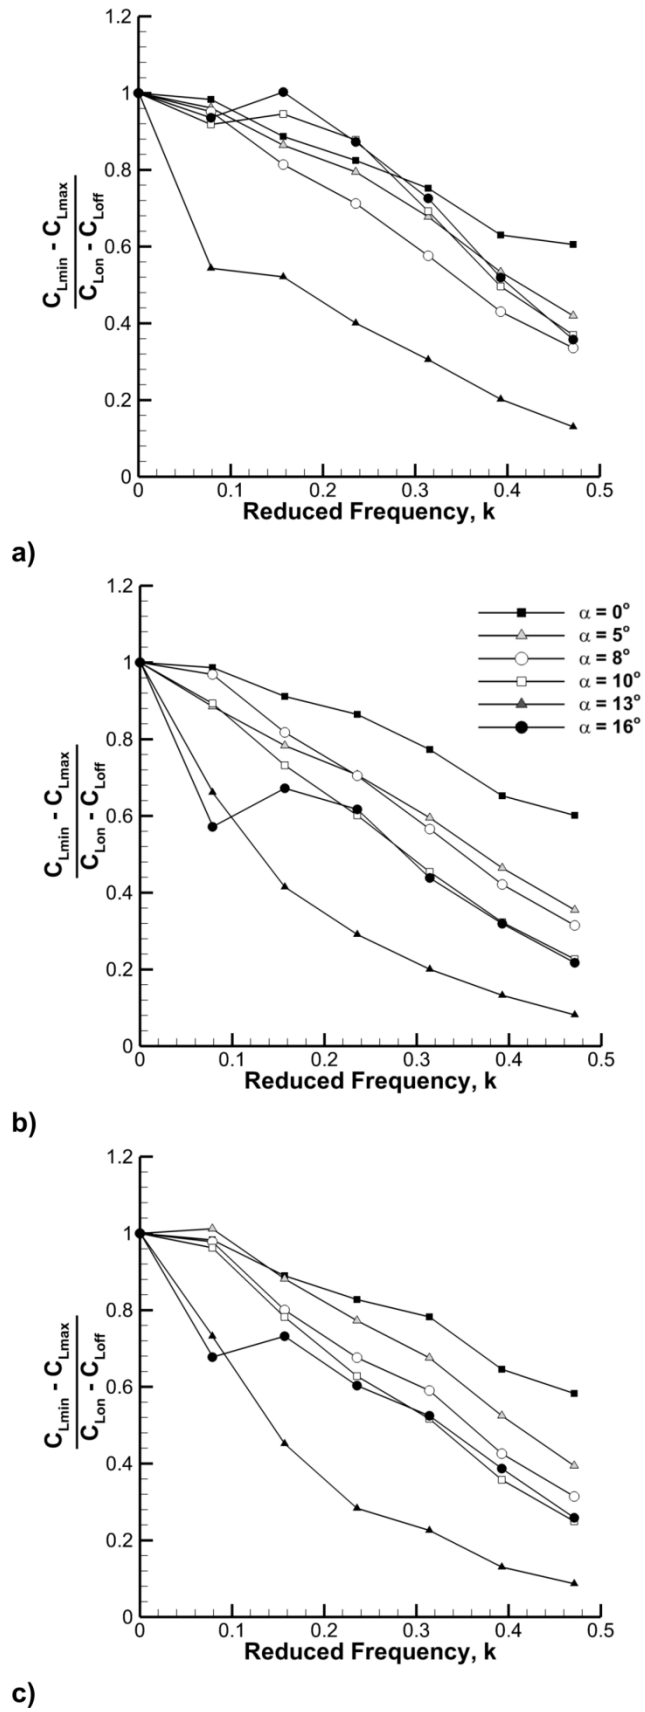 1.2
1
0.8
0.6
0.4
0.2
0
C_Lmin - C_Lmax
C_Lon - C_Loff
0 0.1 0.2 0.3 0.4 0.5
Reduced Frequency, k
a)
1.2
1
0.8
0.6
0.4
0.2
0
C_Lmin - C_Lmax
C_Lon - C_Loff
α = 0°
α = 5°
α = 8°
α = 10°
α = 13°
α = 16°
0 0.1 0.2 0.3 0.4 0.5
Reduced Frequency, k
b)
1.2
1
0.8
0.6
0.4
0.2
0
C_Lmin - C_Lmax
C_Lon - C_Loff
0 0.1 0.2 0.3 0.4 0.5
Reduced Frequency, k
c)